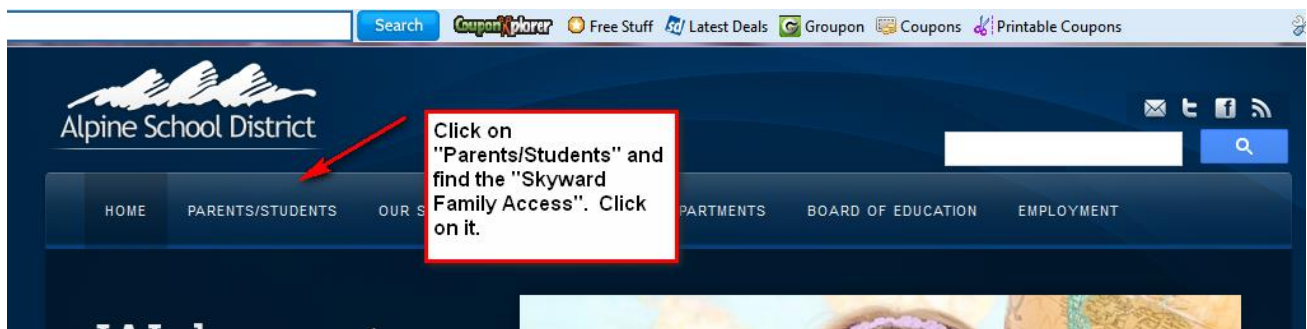 Search CouponXplorer Free Stuff Latest Deals Groupon Coupons Printable Coupons
Alpine School District
Click on
"Parents/Students" and
find the "Skyward
Family Access". Click
on it.
HOME PARENTS/STUDENTS OUR BOARD OF EDUCATION EMPLOYMENT